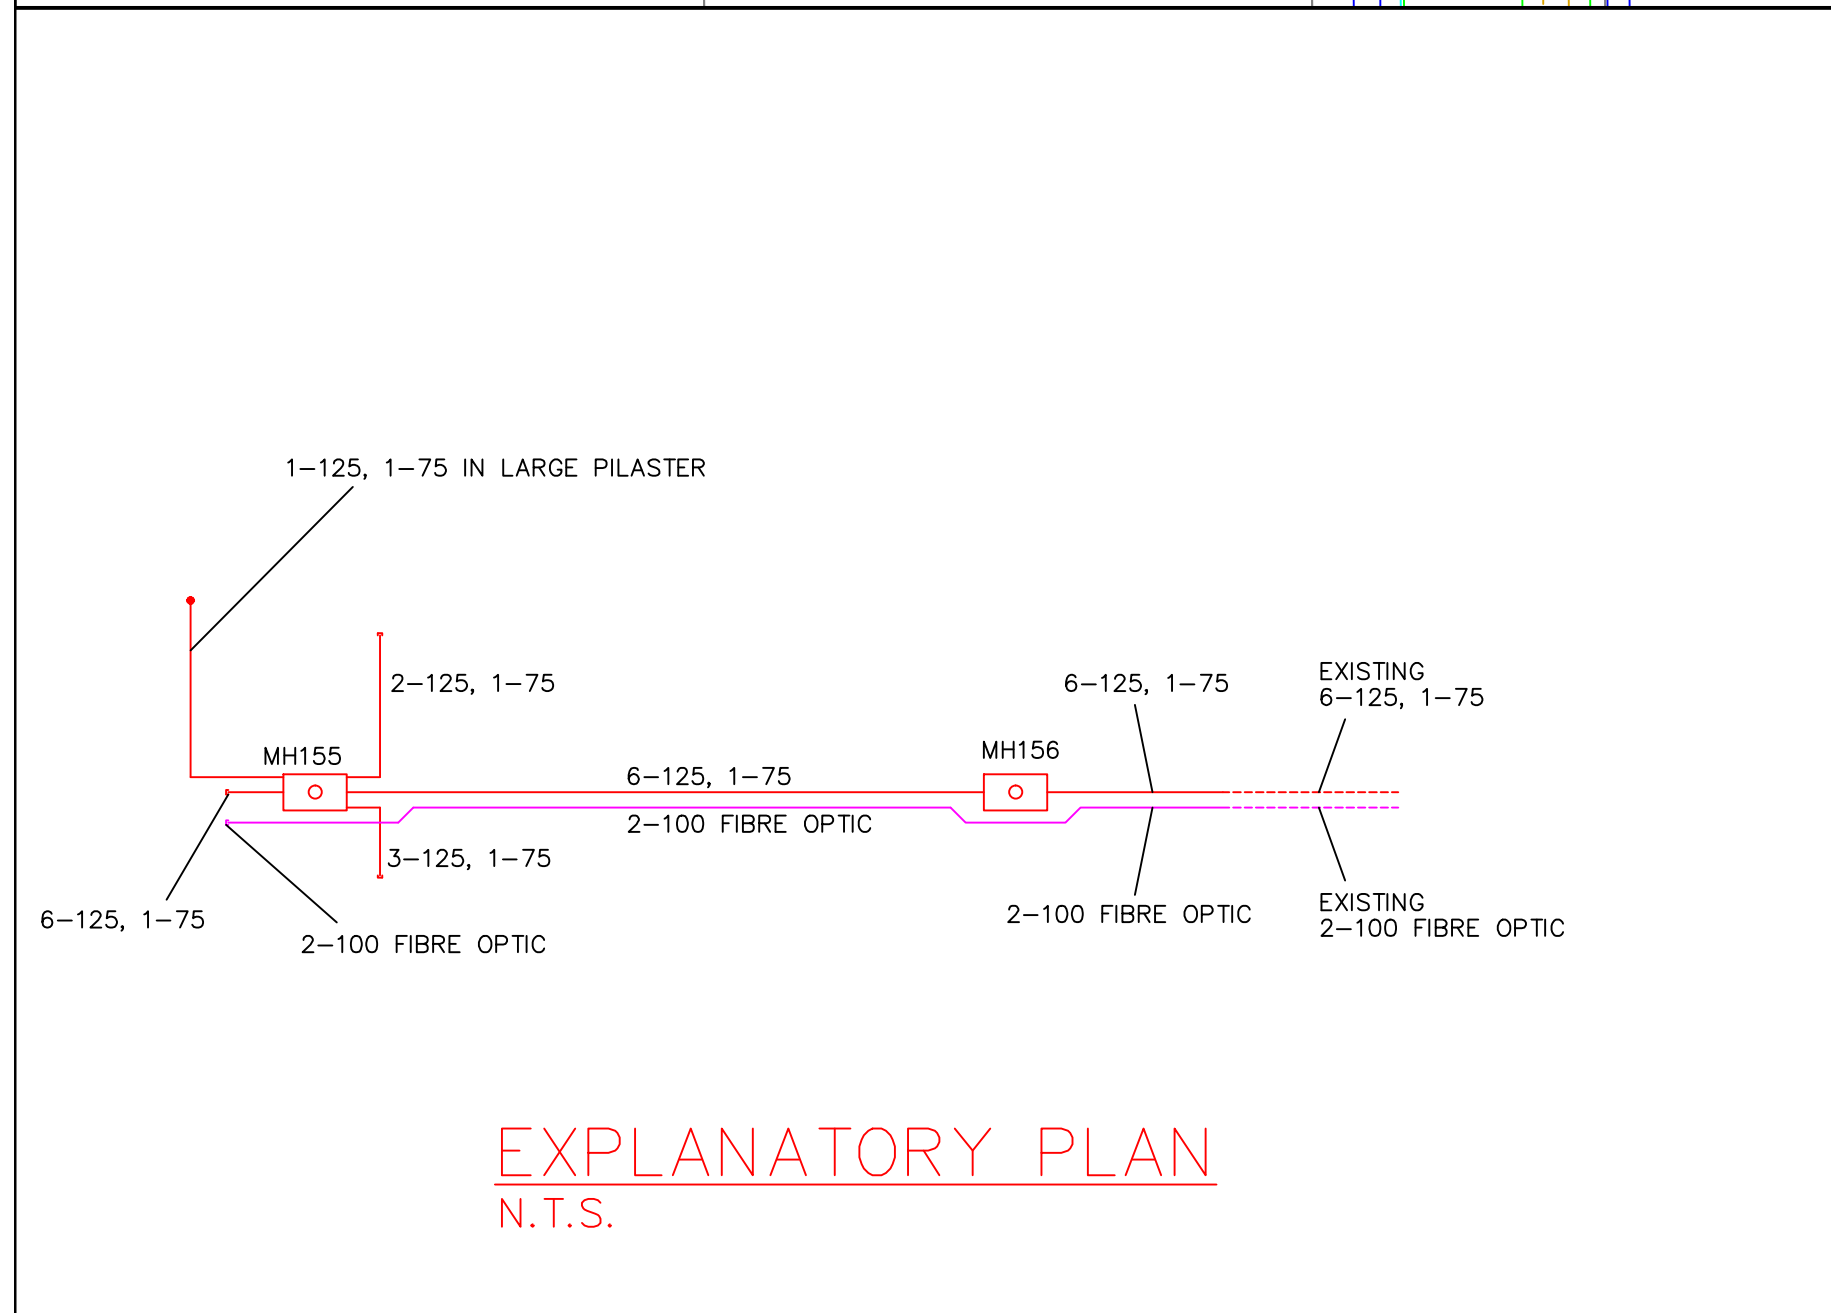 1-125, 1-75 IN LARGE PILASTER
2-125, 1-75
6-125, 1-75
EXISTING
6-125, 1-75
MH155
MH156
6-125, 1-75
2-100 FIBRE OPTIC
3-125, 1-75
6-125, 1-75
2-100 FIBRE OPTIC
2-100 FIBRE OPTIC
EXISTING
2-100 FIBRE OPTIC
EXPLANATORY PLAN
N.T.S.